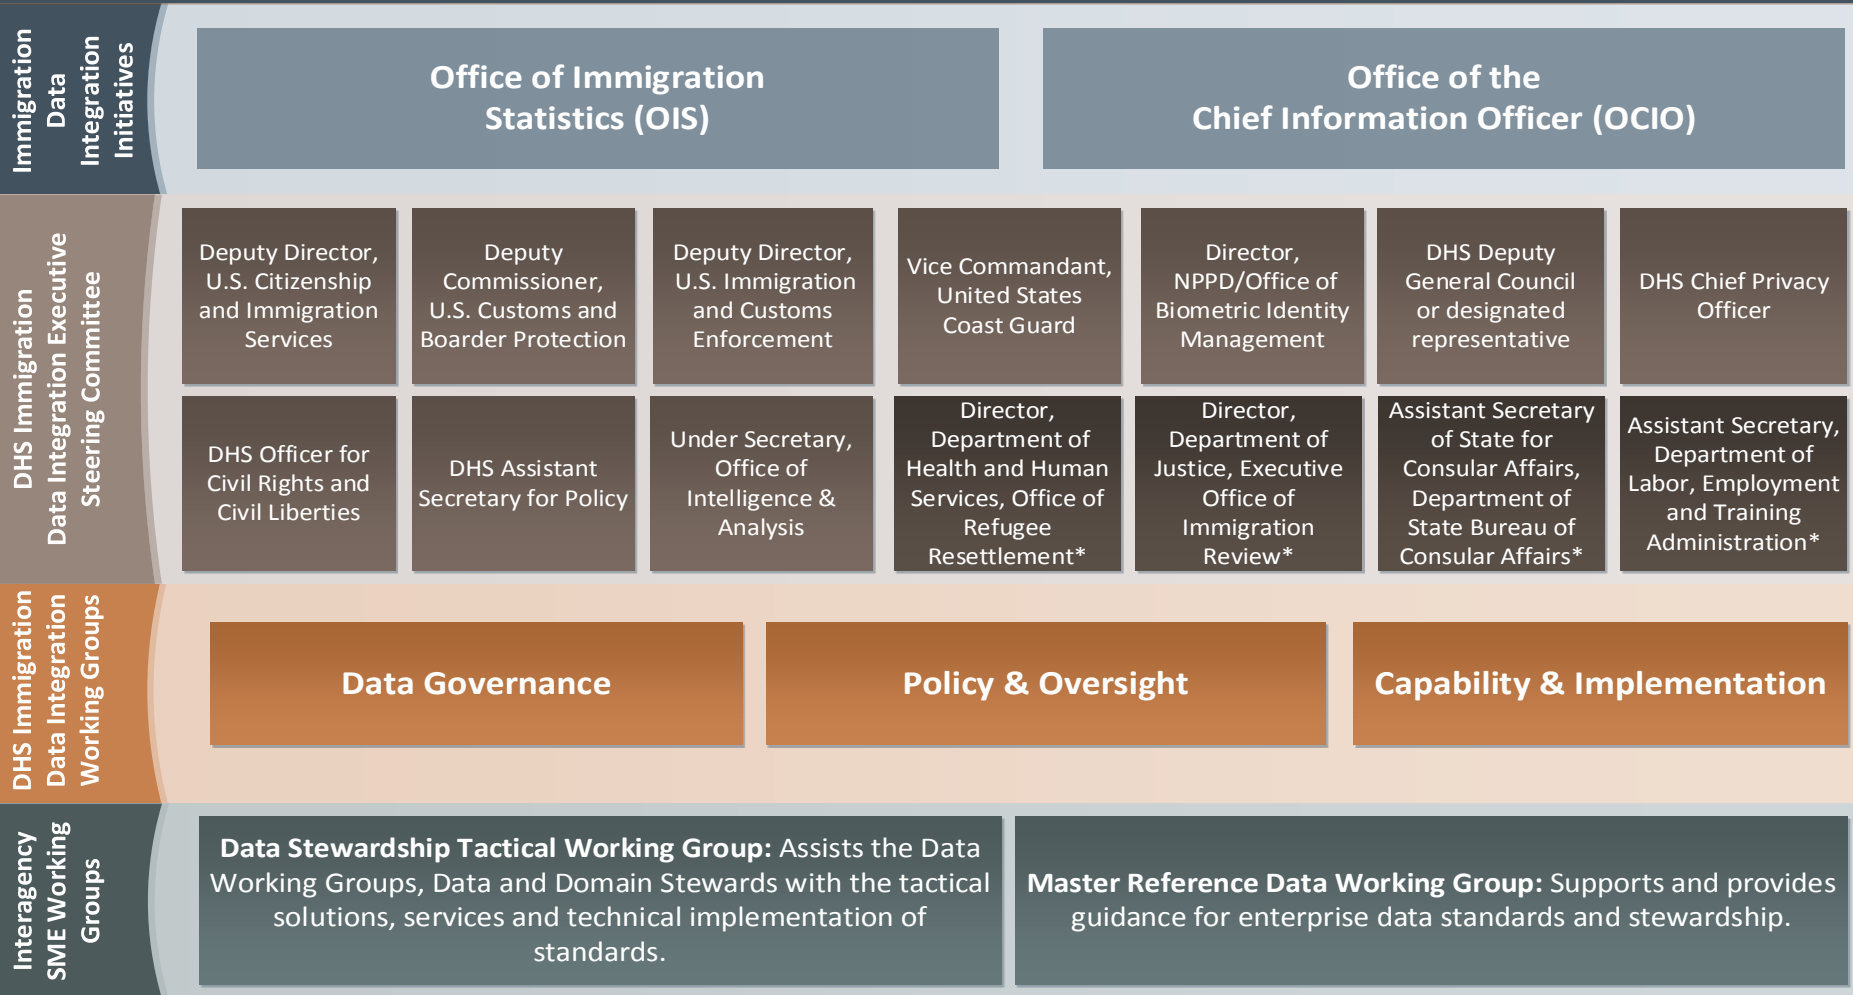 Immigration
Data
Integration
Initiatives
Office of Immigration
Statistics (OIS)
Office of the
Chief Information Officer (OCIO)
DHS Immigration
Data Integration Executive
Steering Committee
Deputy Director,
U.S. Citizenship
and Immigration
Services
Deputy
Commissioner,
U.S. Customs and
Boarder Protection
Deputy Director,
U.S. Immigration
and Customs
Enforcement
Vice Commandant,
United States
Coast Guard
Director,
NPPD/Office of
Biometric Identity
Management
DHS Deputy
General Council
or designated
representative
DHS Chief Privacy
Officer
DHS Officer for
Civil Rights and
Civil Liberties
DHS Assistant
Secretary for Policy
Under Secretary,
Office of
Intelligence &
Analysis
Director,
Department of
Health and Human
Services, Office of
Refugee
Resettlement*
Director,
Department of
Justice, Executive
Office of
Immigration
Review*
Assistant Secretary
of State for
Consular Affairs,
Department of
State Bureau of
Consular Affairs*
Assistant Secretary,
Department of
Labor, Employment
and Training
Administration*
DHS Immigration
Data Integration
Working Groups
Data Governance
Policy & Oversight
Capability & Implementation
Interagency
SME Working
Groups
Data Stewardship Tactical Working Group: Assists the Data
Working Groups, Data and Domain Stewards with the tactical
solutions, services and technical implementation of
standards.
Master Reference Data Working Group: Supports and provides
guidance for enterprise data standards and stewardship.